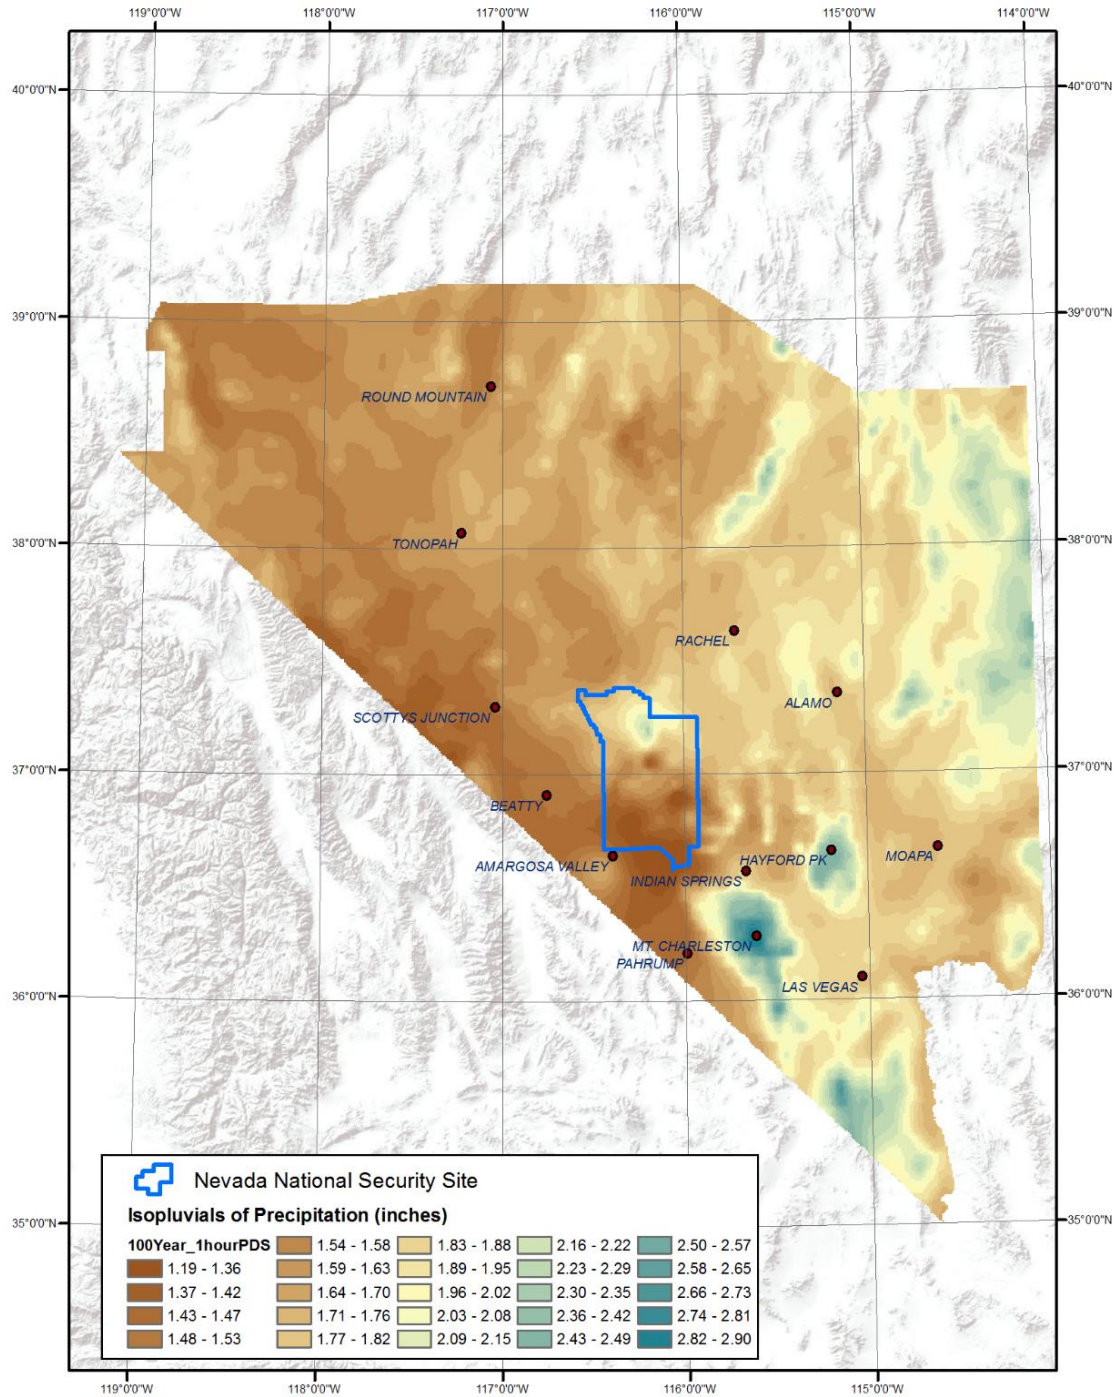 119°0'0"W 118°0'0"W 117°0'0"W 116°0'0"W 115°0'0"W 114°0'0"W
40°0'0"N 40°0'0"N
39°0'0"N 39°0'0"N
ROUND MOUNTAIN
TONOPAH
38°0'0"N 38°0'0"N
RACHEL
ALAMO
SCOTTYS JUNCTION
37°0'0"N 37°0'0"N
BEATTY
HAYFORD PK
MOAPA
AMARGOSA VALLEY
INDIAN SPRINGS
MT. CHARLESTON
PAHRUMP
LAS VEGAS
36°0'0"N 36°0'0"N
Nevada National Security Site
Isopluvials of Precipitation (inches)
100Year_1hourPDS 1.54 - 1.58 1.83 - 1.88 2.16 - 2.22 2.50 - 2.57
1.19 - 1.36 1.59 - 1.63 1.89 - 1.95 2.23 - 2.29 2.58 - 2.65
1.37 - 1.42 1.64 - 1.70 1.96 - 2.02 2.30 - 2.35 2.66 - 2.73
1.43 - 1.47 1.71 - 1.76 2.03 - 2.08 2.36 - 2.42 2.74 - 2.81
1.48 - 1.53 1.77 - 1.82 2.09 - 2.15 2.43 - 2.49 2.82 - 2.90
35°0'0"N 35°0'0"N
119°0'0"W 118°0'0"W 117°0'0"W 116°0'0"W 115°0'0"W